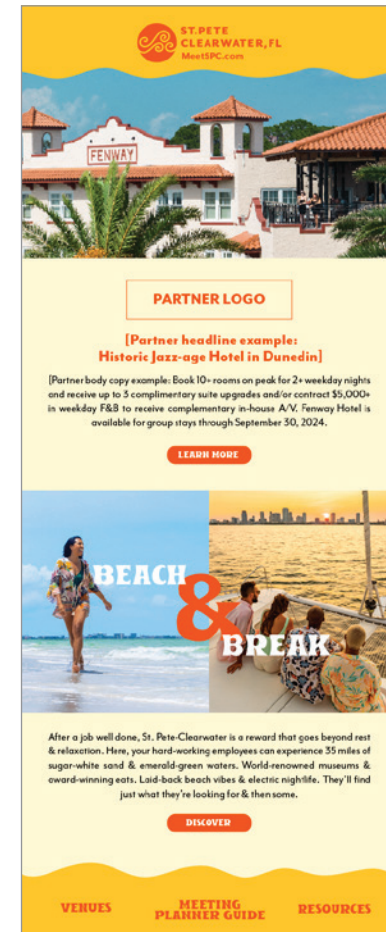 ST.PETE
CLEARWATER,FL
MeetSPC.com
FENWAY
PARTNER LOGO
[Partner headline example:
Historic Jazz-age Hotel in Dunedin]
[Partner body copy example: Book 10+ rooms on peak for 2+ weekday nights
and receive up to 3 complimentary suite upgrades and/or contract $5,000+
in weekday F&B to receive complementary in-house A/V. Fenway Hotel is
available for group stays through September 30, 2024.
LEARN MORE
BEACH
&
BREAK
After a job well done, St. Pete-Clearwater is a reward that goes beyond rest
& relaxation. Here, your hard-working employees can experience 35 miles of
sugar-white sand & emerald-green waters. World-renowned museums &
award-winning eats. Laid-back beach vibes & electric nightlife. They'll find
just what they're looking for & then some.
DISCOVER
VENUES
MEETING
PLANNER GUIDE
RESOURCES